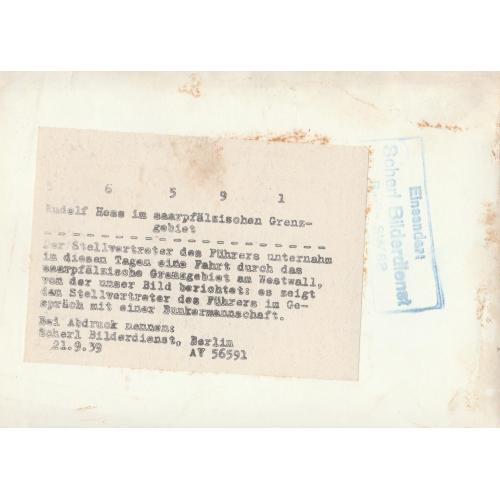 5 6 5 9 1
Rudolf Hess im saarpfälzischen Grenz-
gebiet
Der Stellvertreter des Führers unternahm
in diesen Tagen eine Fahrt durch das
saarpfälzische Grenzgebiet am Westwall,
von der unser Bild berichtet: es zeigt
den Stellvertreter des Führers im Ge-
spräch mit einer Bunkermannschaft.
Bei Abdruck nennen:
Scherl Bilderdienst, Berlin
21.9.39 AV 56591
Einsender:
Scherl Bilderdienst